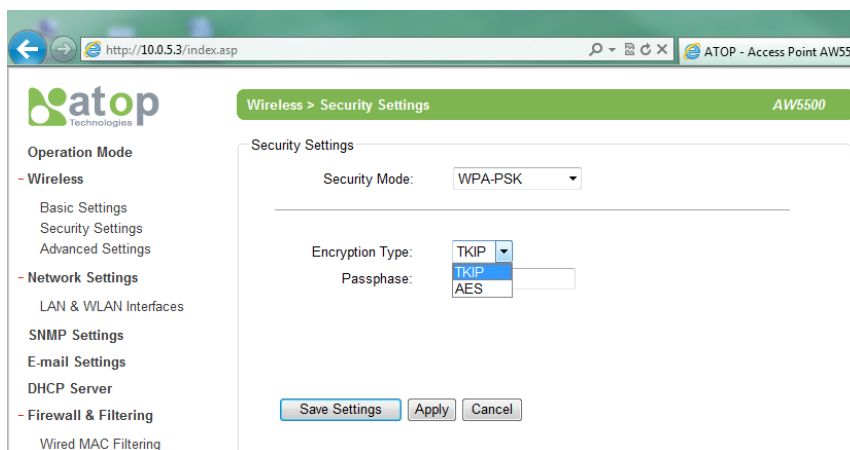 http://10.0.5.3/index.asp
ATOP - Access Point AW55
atop
Technologies
Wireless > Security Settings
AW5500
Operation Mode
- Wireless
Basic Settings
Security Settings
Advanced Settings
- Network Settings
LAN & WLAN Interfaces
SNMP Settings
E-mail Settings
DHCP Server
- Firewall & Filtering
Wired MAC Filtering
Security Settings
Security Mode: WPA-PSK
Encryption Type: TKIP
TKIP
AES
Passphase:
Save Settings Apply Cancel